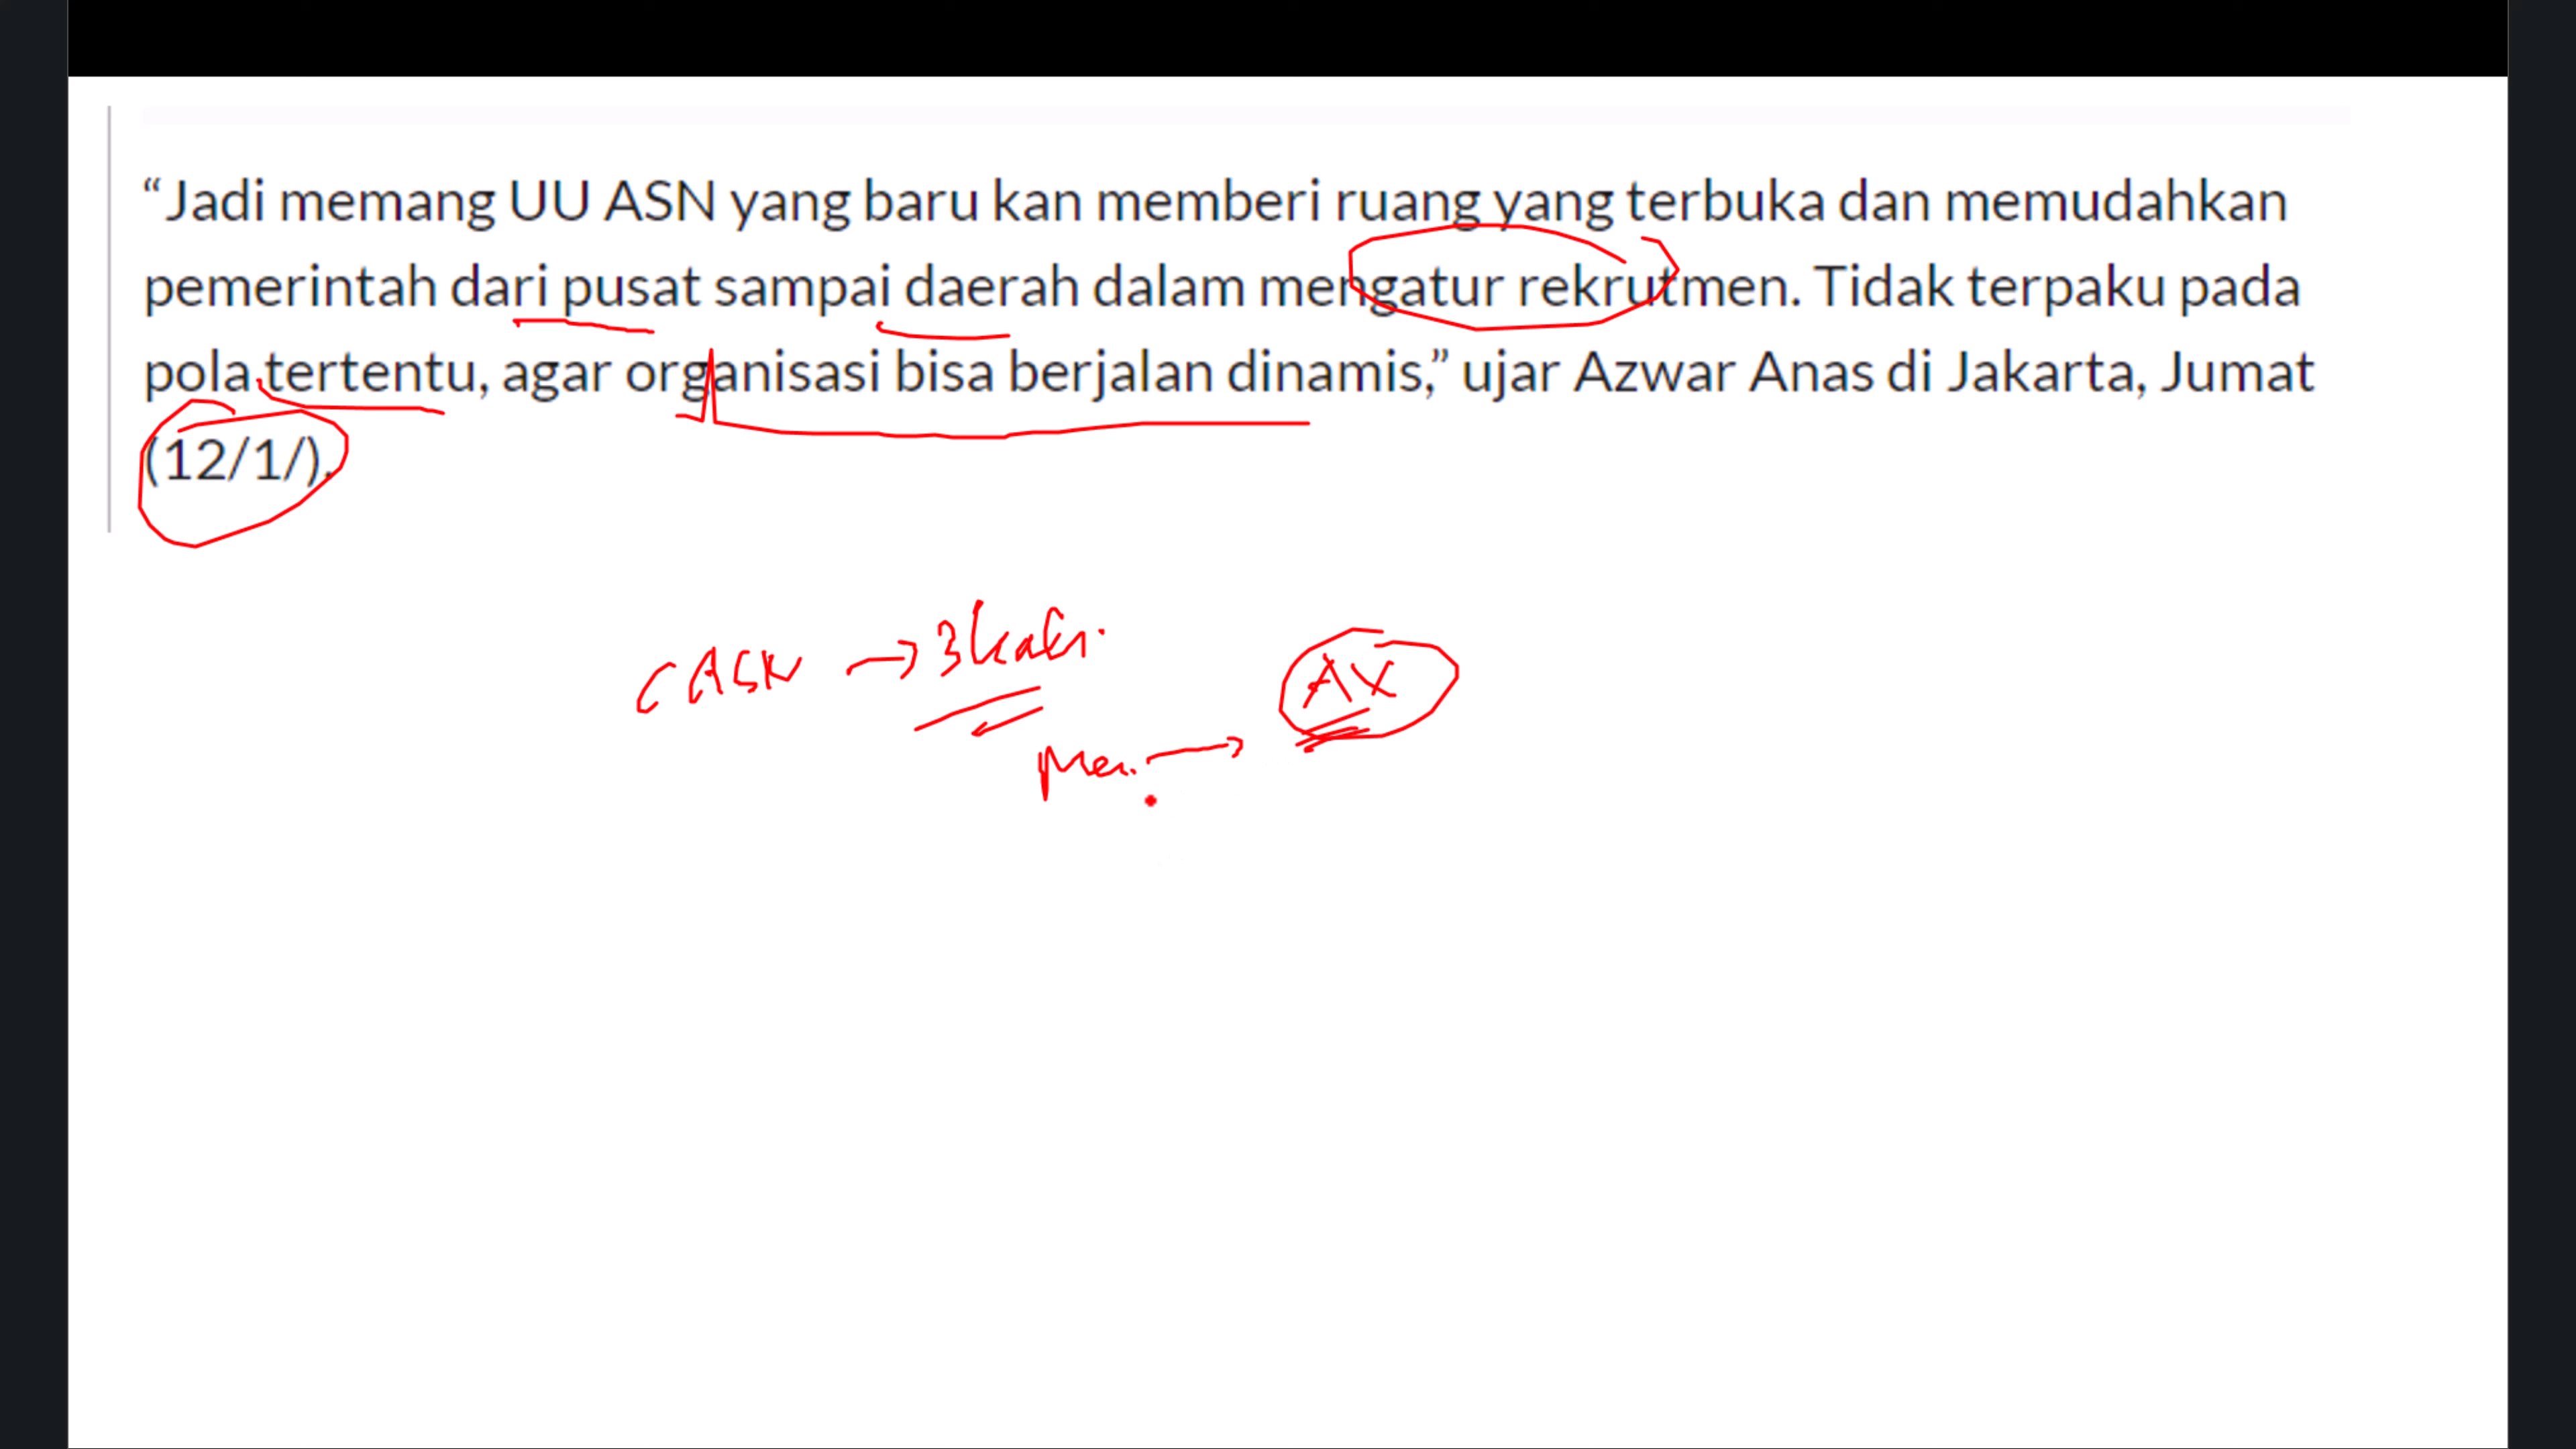 “Jadi memang UU ASN yang baru kan memberi ruang yang terbuka dan memudahkan
pemerintah dari pusat sampai daerah dalam mengatur rekrutmen. Tidak terpaku pada
pola tertentu, agar organisasi bisa berjalan dinamis,” ujar Azwar Anas di Jakarta, Jumat
(12/1/).
CASN → 3 kali.